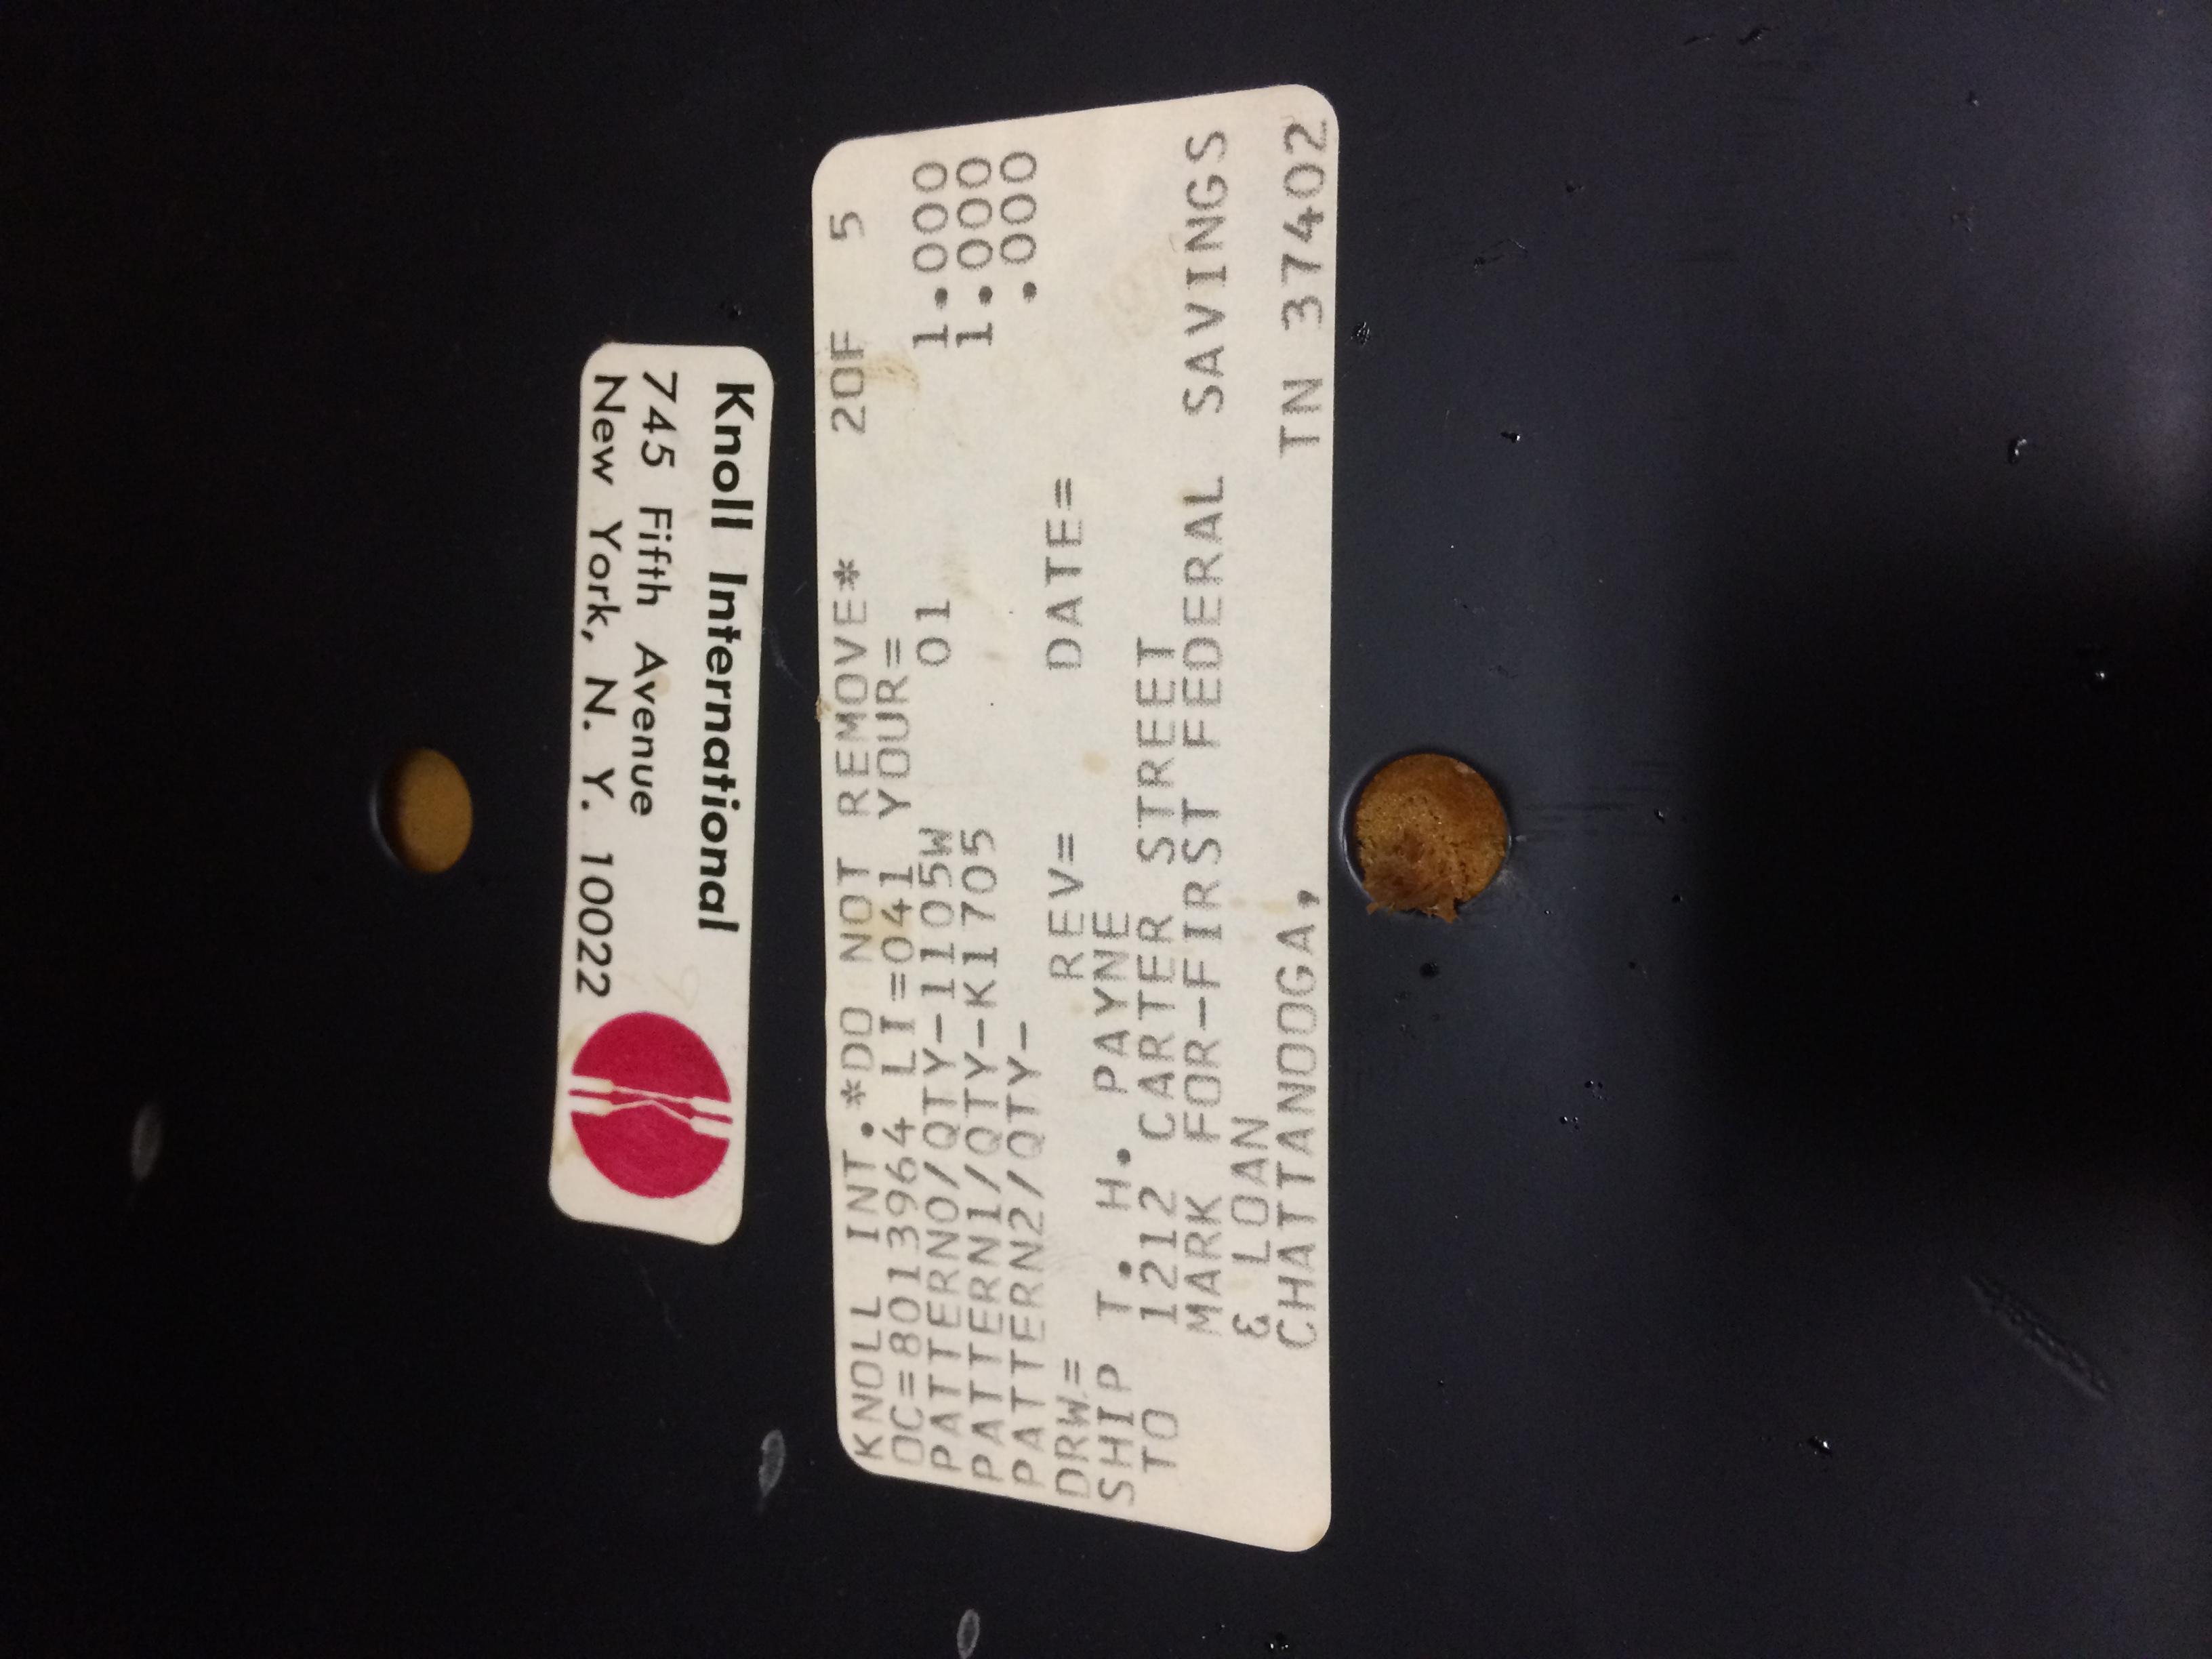 Knoll International
745 Fifth Avenue
New York, N. Y. 10022
KNOLL INT. *DO NOT REMOVE* 2OF 5
OC=8013964 LI=041 YOUR=
PATTERNO/QTY-1105W 01 1.000
PATTERN1/QTY-K1705 1.000
PATTERN2/QTY- .000
DRW= REV= DATE=
SHIP T. H. PAYNE
TO 1212 CARTER STREET
MARK FOR-FIRST FEDERAL SAVINGS
& LOAN
CHATTANOOGA, TN 37402